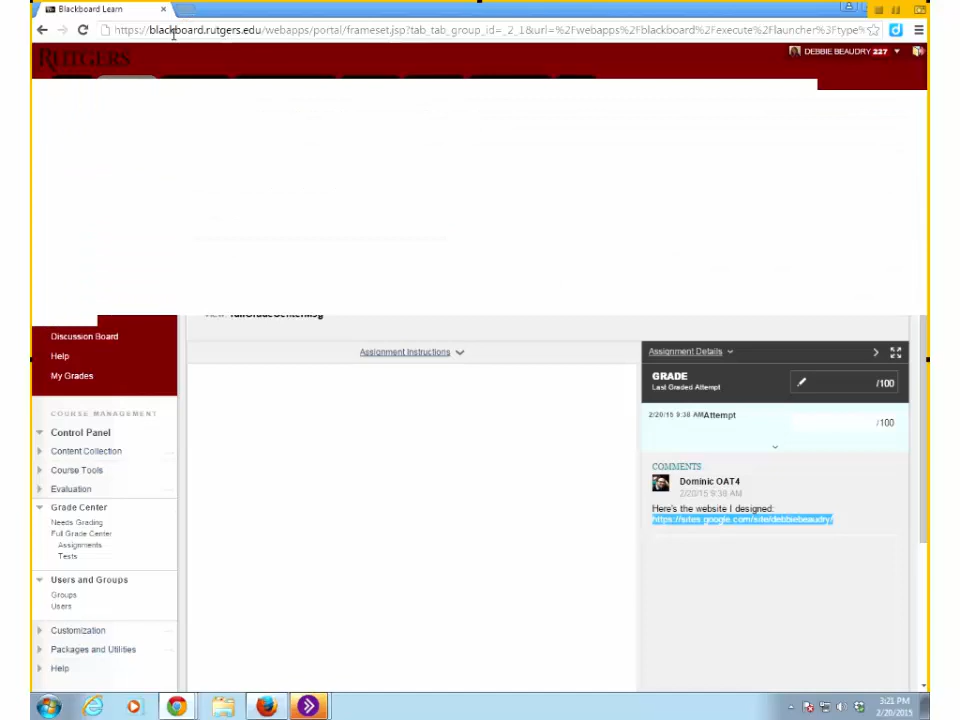 Blackboard Learn
https://blackboard.rutgers.edu/webapps/portal/frameset.jsp?tab_tab_group_id=_2_1&url=%2Fwebapps%2Fblackboard%2Fexecute%2Flauncher%3Ftype%
RUTGERS
DEBBIE BEAUDRY 227
Discussion Board
Help
My Grades
COURSE MANAGEMENT
Control Panel
Content Collection
Course Tools
Evaluation
Grade Center
Needs Grading
Full Grade Center
Assignments
Tests
Users and Groups
Groups
Users
Customization
Packages and Utilities
Help
Assignment Instructions
Assignment Details
GRADE
Last Graded Attempt
/100
2/20/15 9:38 AM Attempt
/100
COMMENTS
Dominic OAT4
2/20/15 9:38 AM
Here's the website I designed:
https://sites.google.com/site/debbiebeaudry/
3:21 PM
2/20/2015